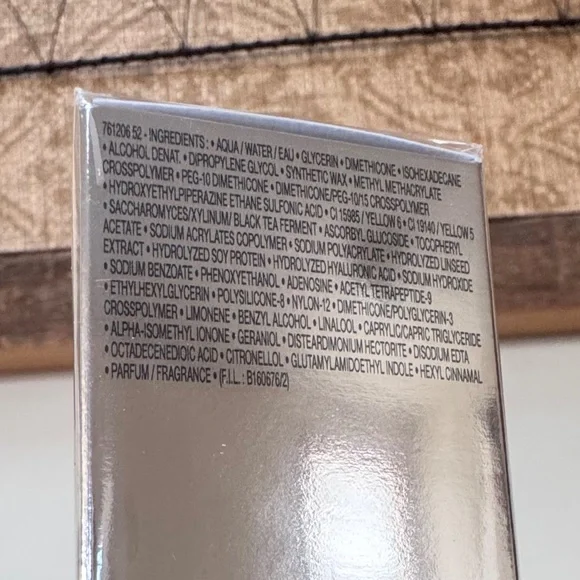 761206 52 • INGREDIENTS : • AQUA / WATER / EAU • GLYCERIN • DIMETHICONE • ISOHEXADECANE
• ALCOHOL DENAT. • DIPROPYLENE GLYCOL • SYNTHETIC WAX • METHYL METHACRYLATE
CROSSPOLYMER • PEG-10 DIMETHICONE • DIMETHICONE/PEG-10/15 CROSSPOLYMER
• HYDROXYETHYLPIPERAZINE ETHANE SULFONIC ACID • CI 15985 / YELLOW 6 • CI 19140 / YELLOW 5
• SACCHAROMYCES/XYLINUM/ BLACK TEA FERMENT • ASCORBYL GLUCOSIDE • TOCOPHERYL
ACETATE • SODIUM ACRYLATES COPOLYMER • SODIUM POLYACRYLATE • HYDROLYZED LINSEED
EXTRACT • HYDROLYZED SOY PROTEIN • HYDROLYZED HYALURONIC ACID • SODIUM HYDROXIDE
• SODIUM BENZOATE • PHENOXYETHANOL • ADENOSINE • ACETYL TETRAPEPTIDE-9
• ETHYLHEXYLGLYCERIN • POLYSILICONE-8 • NYLON-12 • DIMETHICONE/POLYGLYCERIN-3
CROSSPOLYMER • LIMONENE • BENZYL ALCOHOL • LINALOOL • CAPRYLIC/CAPRIC TRIGLYCERIDE
• ALPHA-ISOMETHYL IONONE • GERANIOL • DISTEARDIMONIUM HECTORITE • DISODIUM EDTA
• OCTADECENEDIOIC ACID • CITRONELLOL • GLUTAMYLAMIDOETHYL INDOLE • HEXYL CINNAMAL
• PARFUM / FRAGRANCE • (F.I.L. : B160676/2)